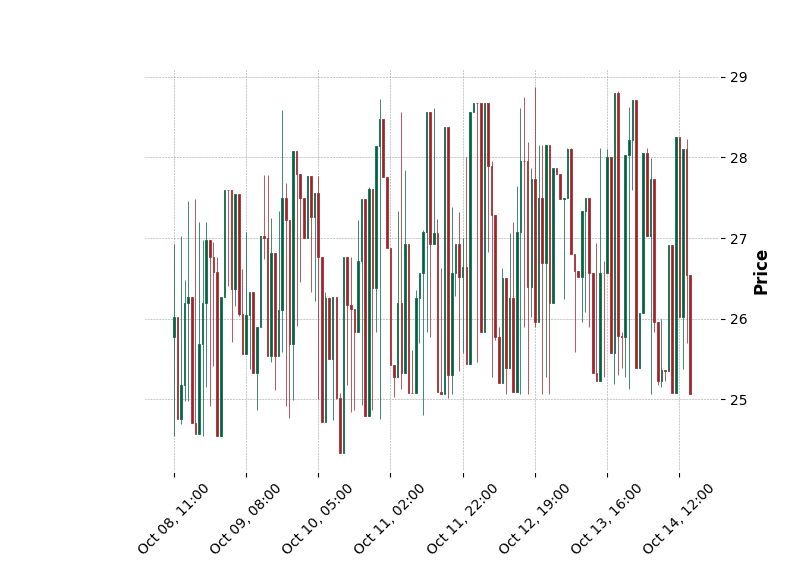 29
28
27
26
25
Price
Oct 08, 11:00
Oct 09, 08:00
Oct 10, 05:00
Oct 11, 02:00
Oct 11, 22:00
Oct 12, 19:00
Oct 13, 16:00
Oct 14, 12:00